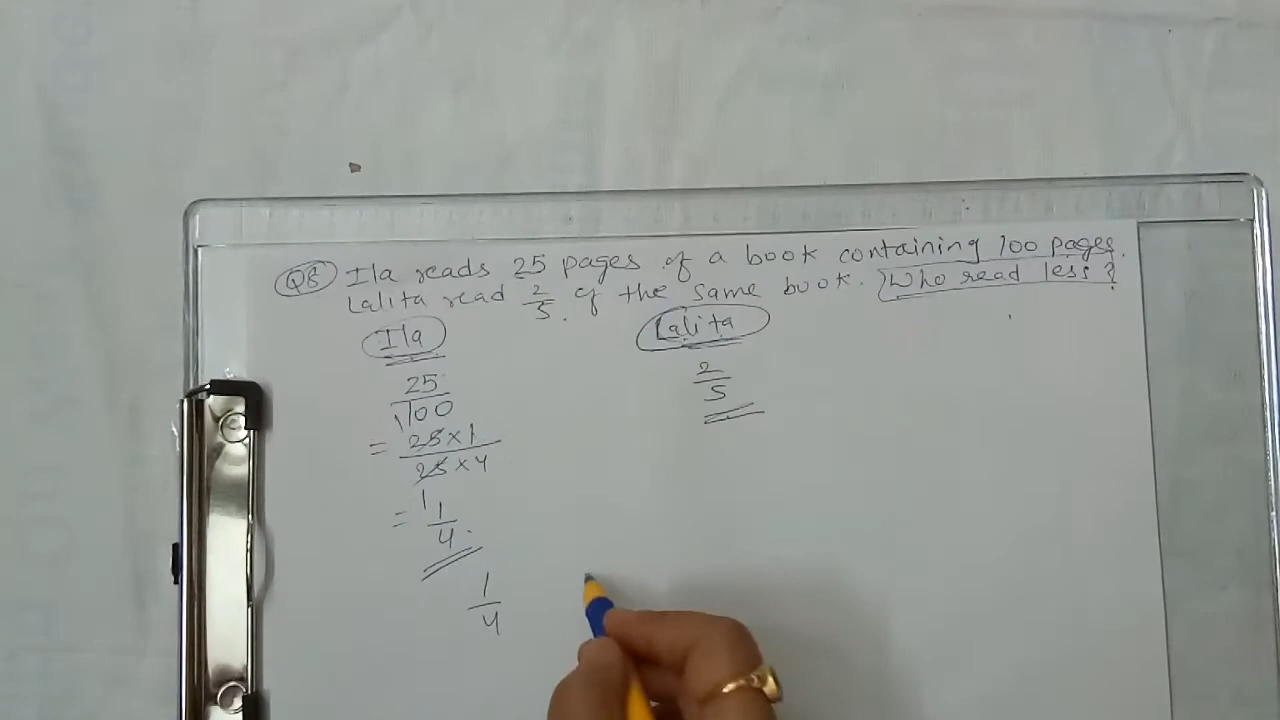 Q8 Ila reads 25 pages of a book containing 100 pages.
Lalita read 2/5 of the same book. Who read less?
Ila
Lalita
25/100
2/5
= 25×1/25×4
= 1/4
1/4